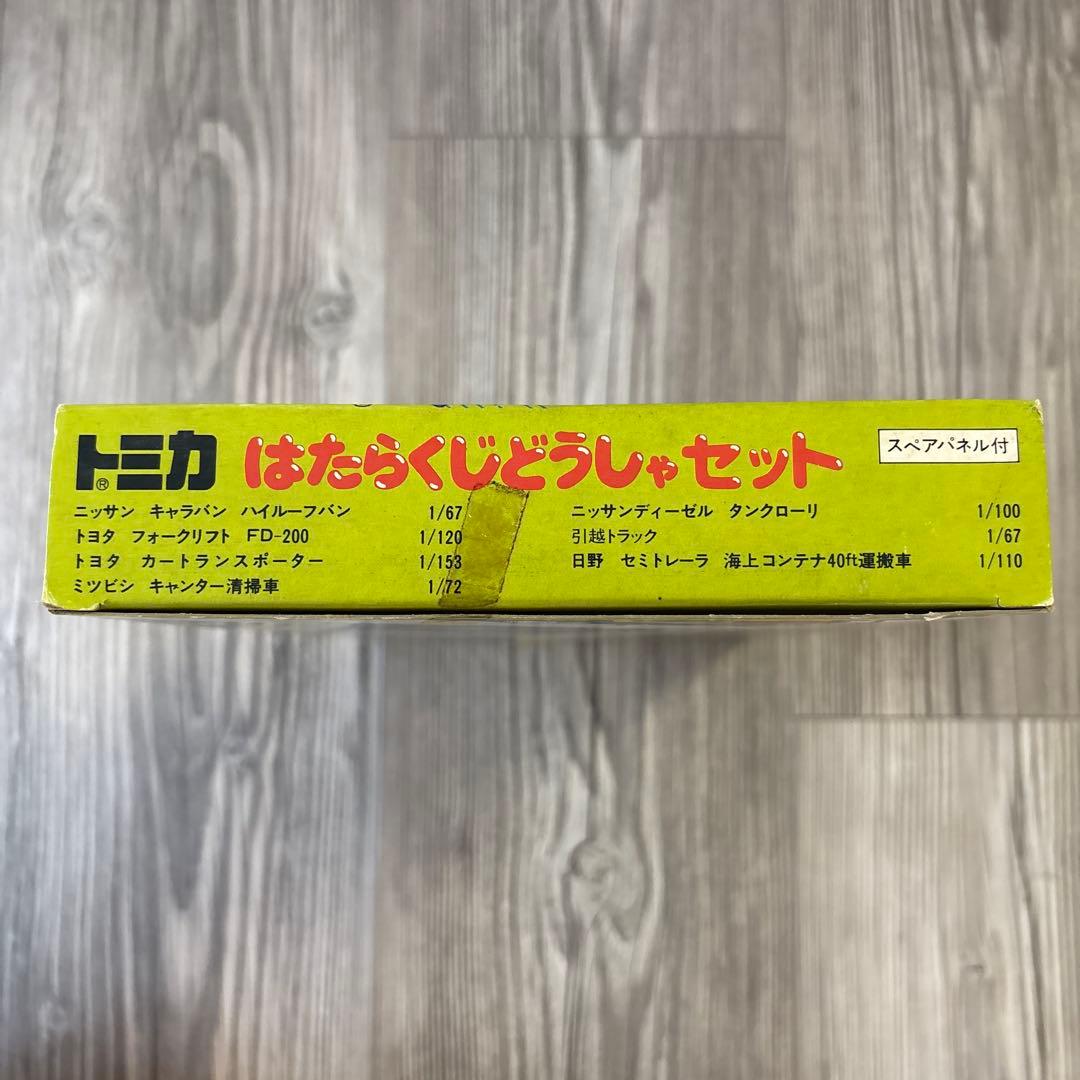 トミカ® はたらくじどうしゃセット スペアパネル付
ニッサン キャラバン ハイルーフバン 1/67
トヨタ フォークリフト FD-200 1/120
トヨタ カートランスポーター 1/153
ミツビシ キャンター清掃車 1/72
ニッサンディーゼル タンクローリ 1/100
引越トラック 1/67
日野 セミトレーラ 海上コンテナ40ft運搬車 1/110